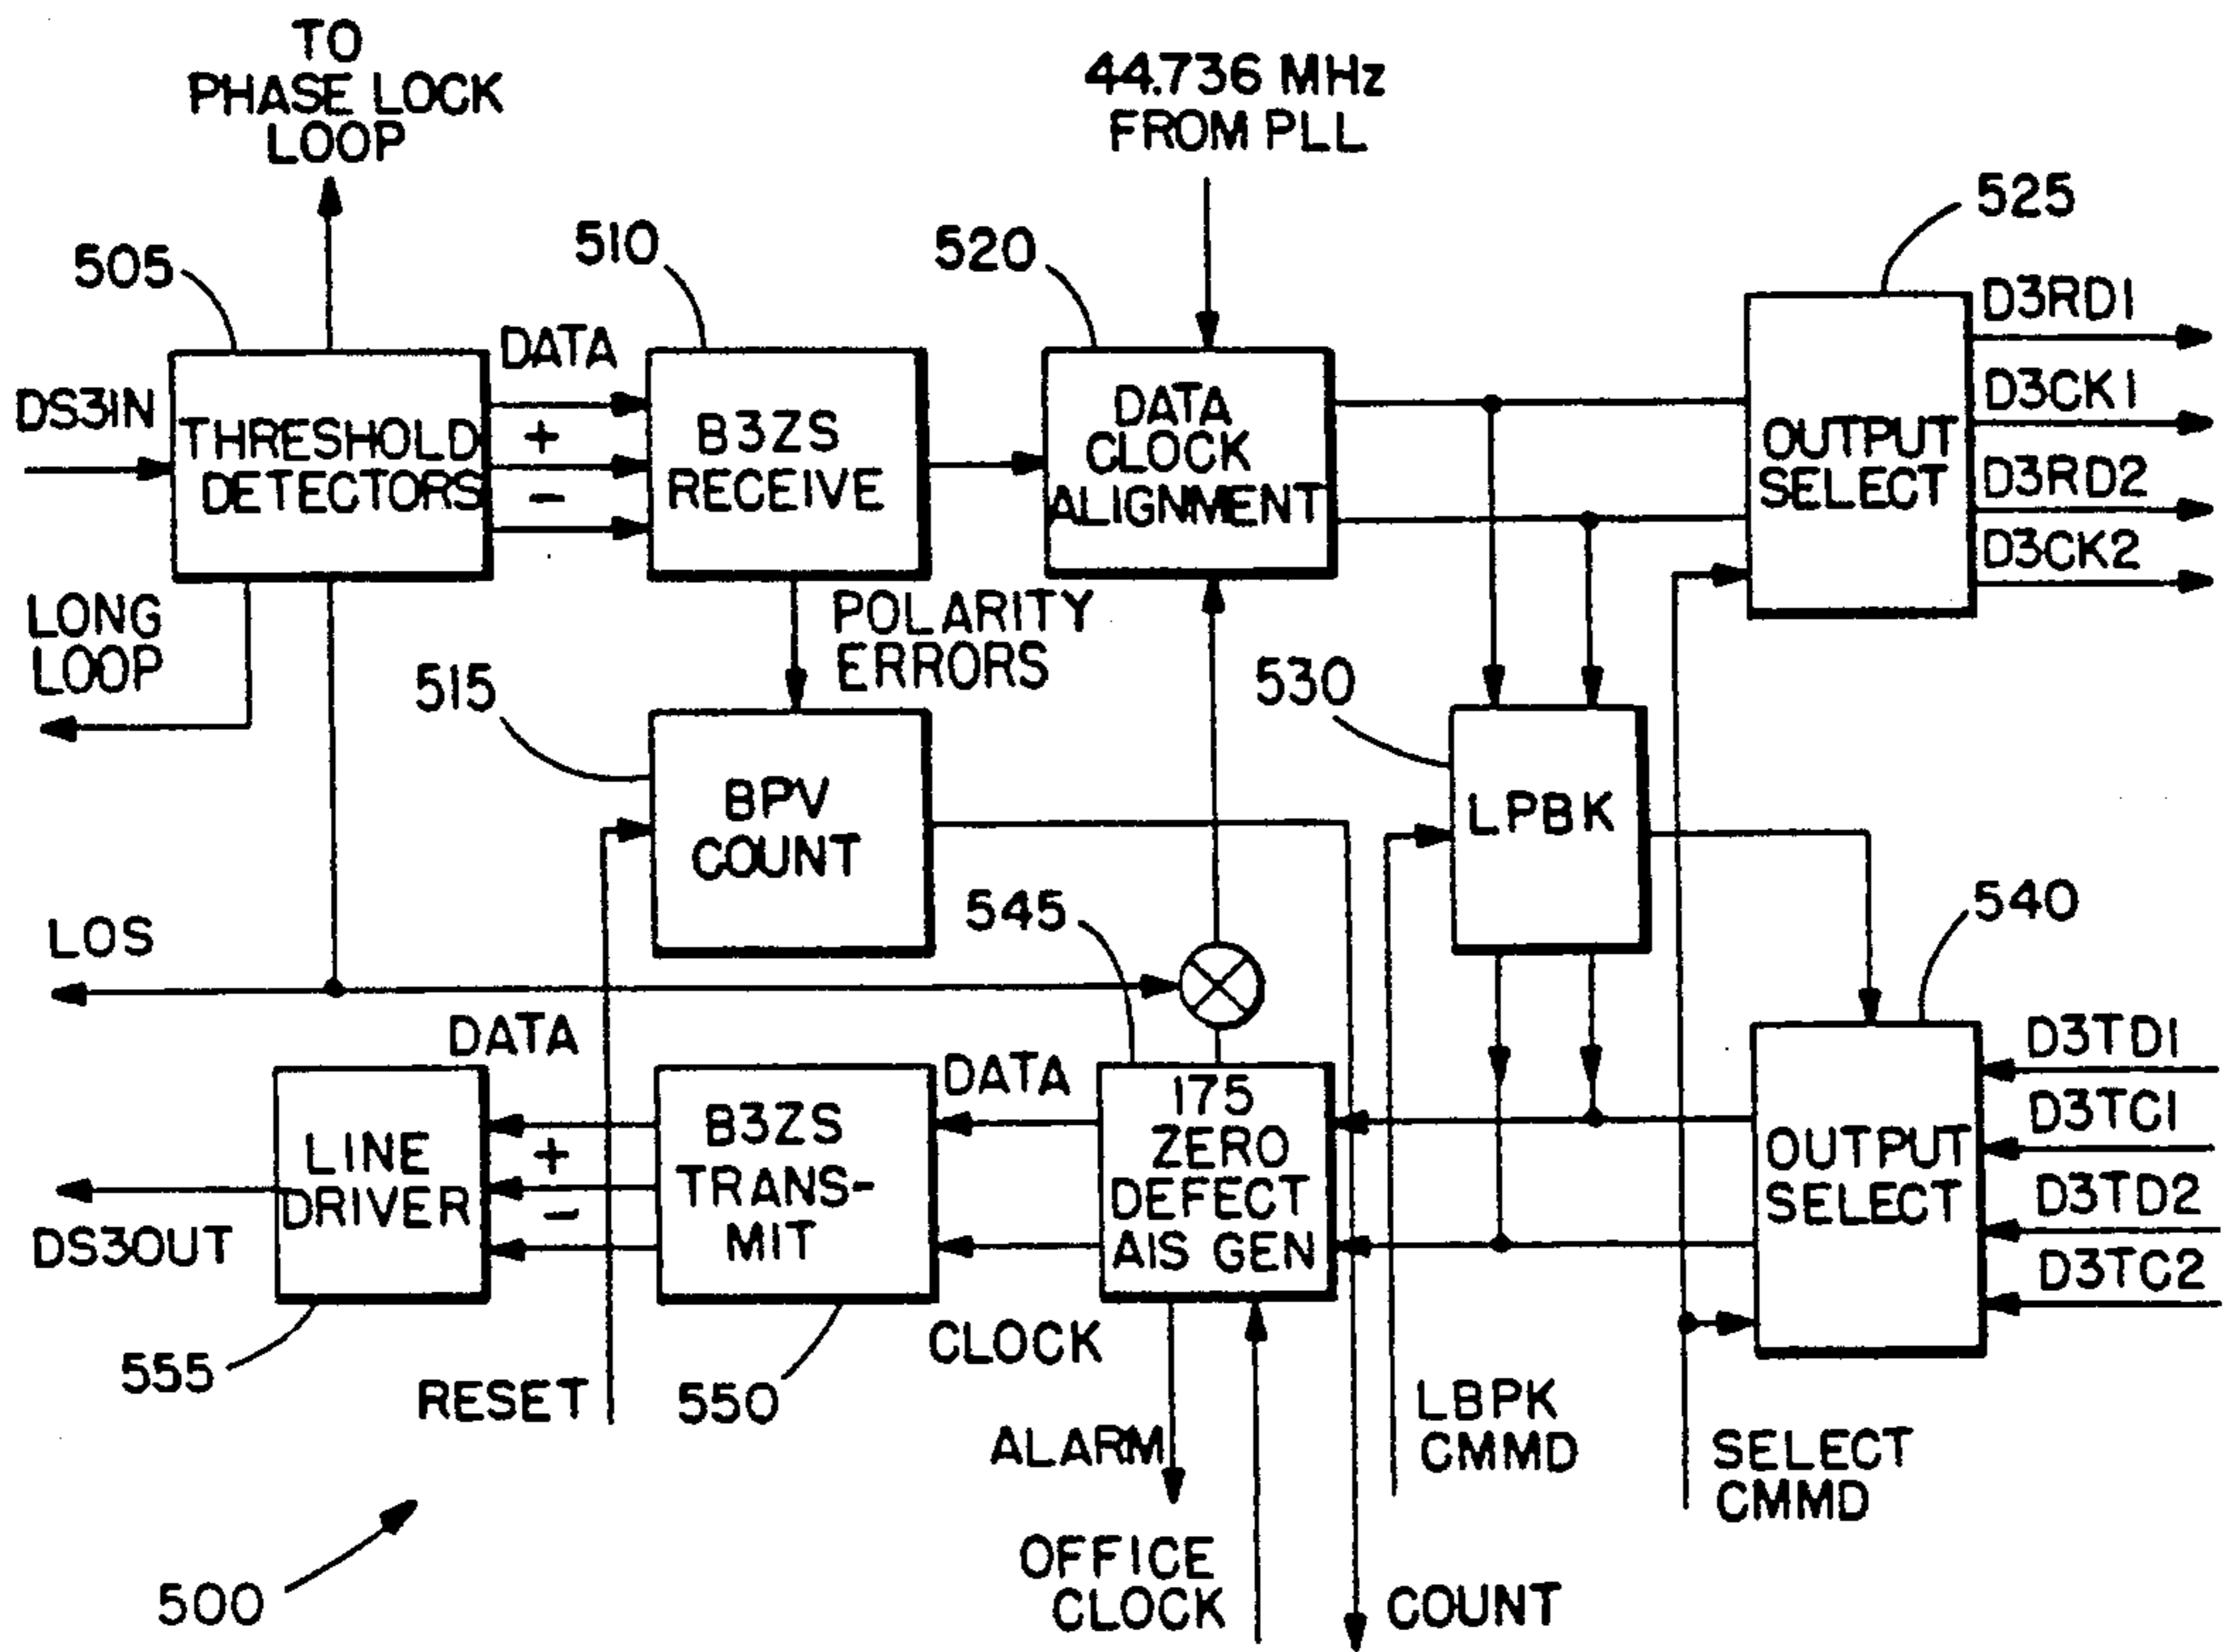 TO
PHASE LOCK
LOOP
44.736 MHz
FROM PLL
505
510
520
525
DS3IN
THRESHOLD
DETECTORS
DATA
+
-
B3ZS
RECEIVE
DATA
CLOCK
ALIGNMENT
OUTPUT
SELECT
D3RD1
D3CK1
D3RD2
D3CK2
LONG
LOOP
POLARITY
ERRORS
515
BPV
COUNT
530
LPBK
LOS
545
540
DATA
LINE
DRIVER
+
-
B3ZS
TRANS-
MIT
DATA
175
ZERO
DEFECT
AIS GEN
OUTPUT
SELECT
D3TD1
D3TC1
D3TD2
D3TC2
DS3OUT
555
RESET
550
CLOCK
ALARM
OFFICE
CLOCK
COUNT
LBPK
CMMD
SELECT
CMMD
500